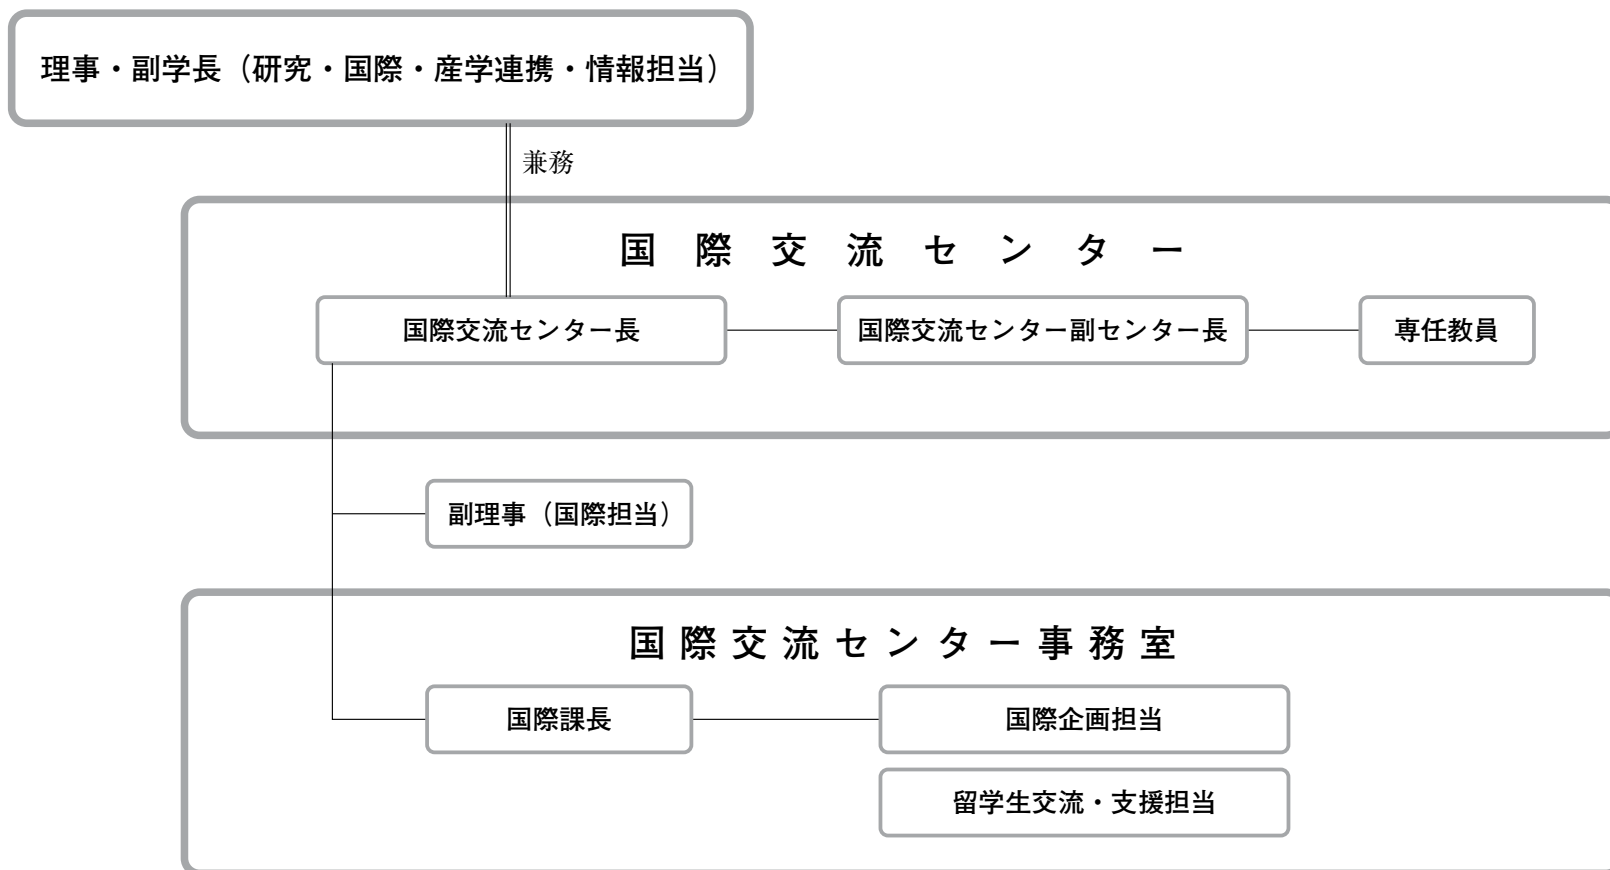 理事・副学長（研究・国際・産学連携・情報担当）
兼務
国際交流センター
国際交流センター長
国際交流センター副センター長
専任教員
副理事（国際担当）
国際交流センター事務室
国際課長
国際企画担当
留学生交流・支援担当